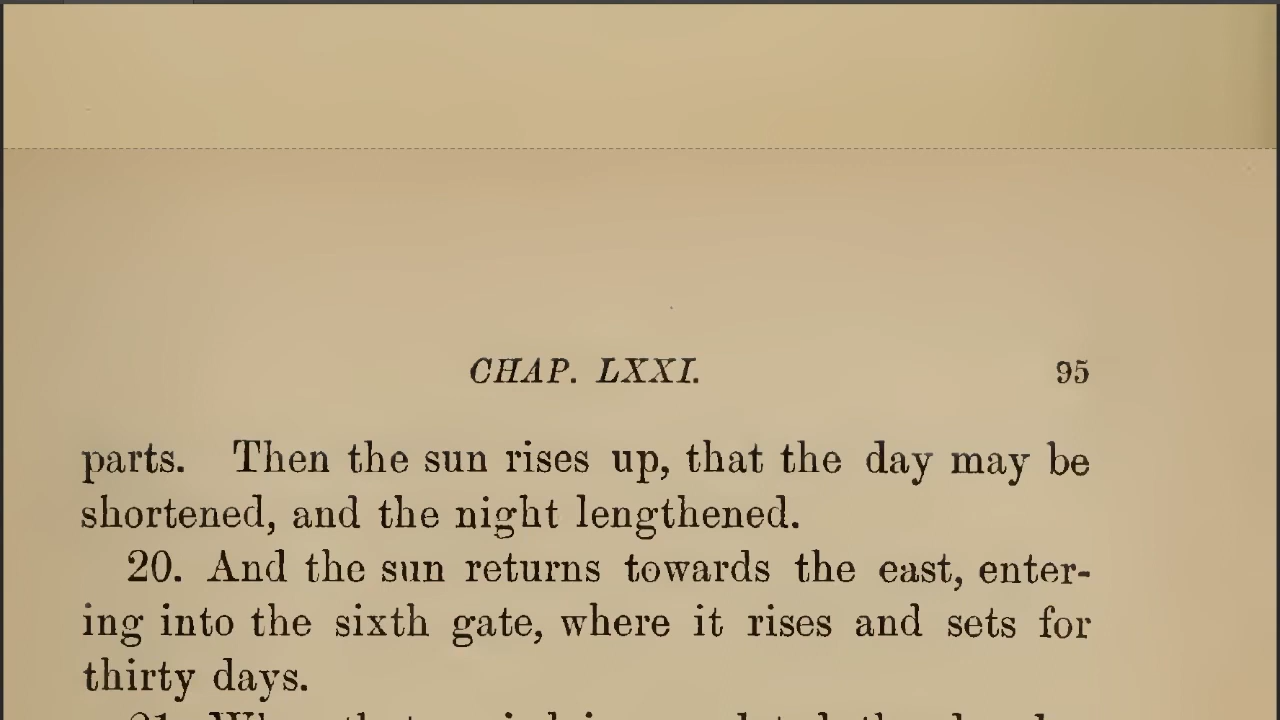 CHAP. LXXI. 95
parts. Then the sun rises up, that the day may be
shortened, and the night lengthened.
20. And the sun returns towards the east, enter-
ing into the sixth gate, where it rises and sets for
thirty days.